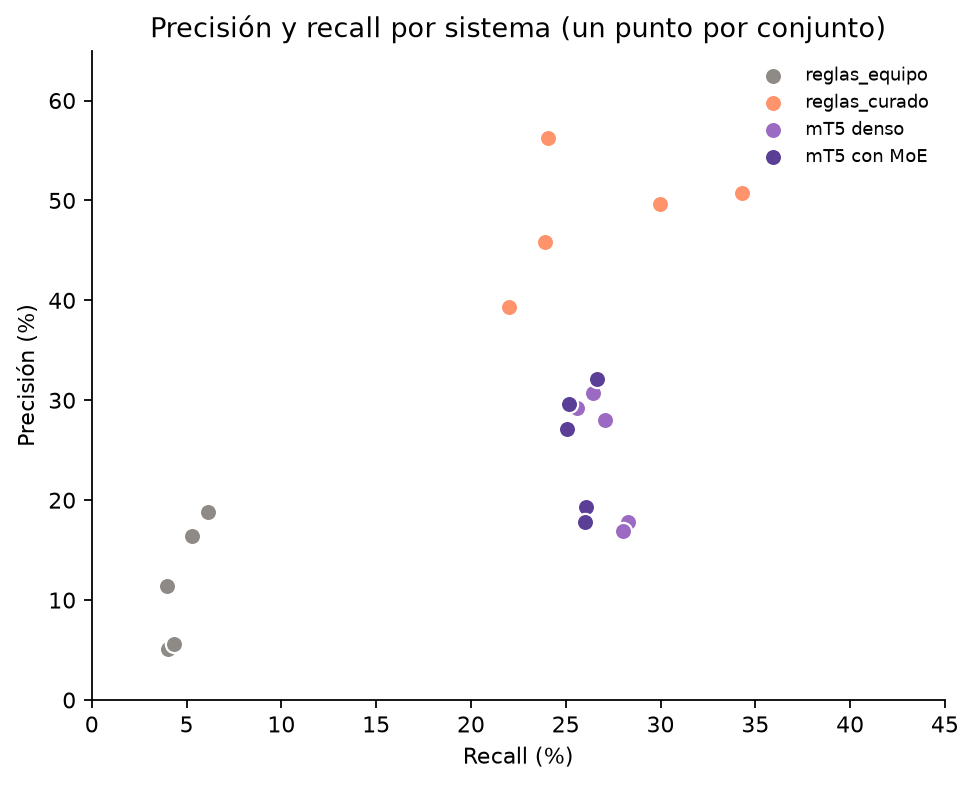 Precisión y recall por sistema (un punto por conjunto)
reglas_equipo
reglas_curado
mT5 denso
mT5 con MoE
60
50
40
30
20
10
0
Precisión (%)
0 5 10 15 20 25 30 35 40 45
Recall (%)